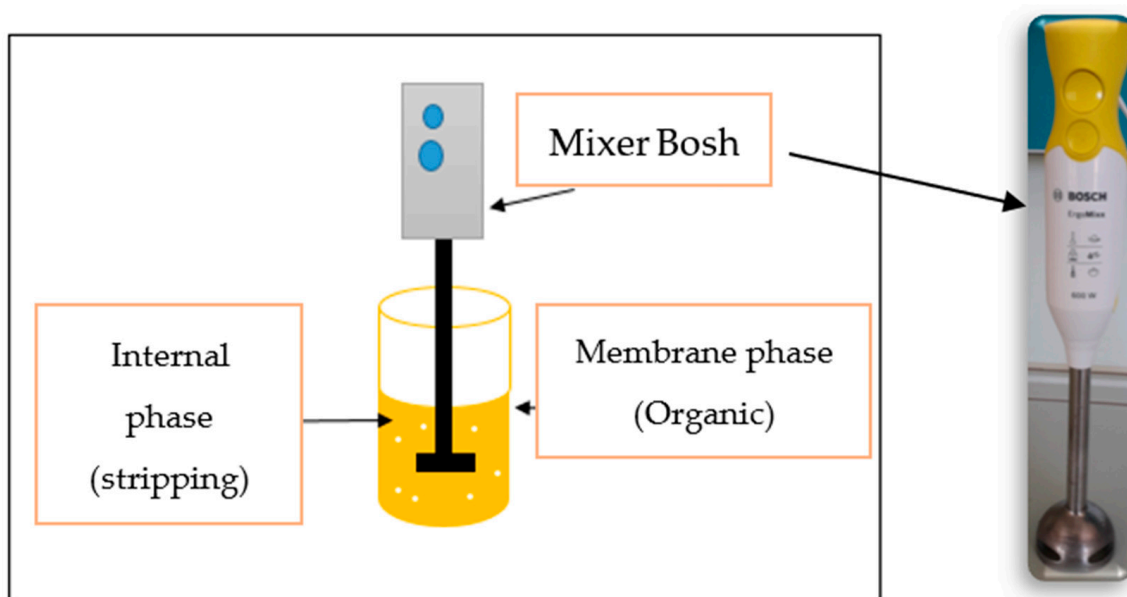 Mixer Bosh
Internal
phase
(stripping)
Membrane phase
(Organic)
BOSCH
ErgoMixx
600 W